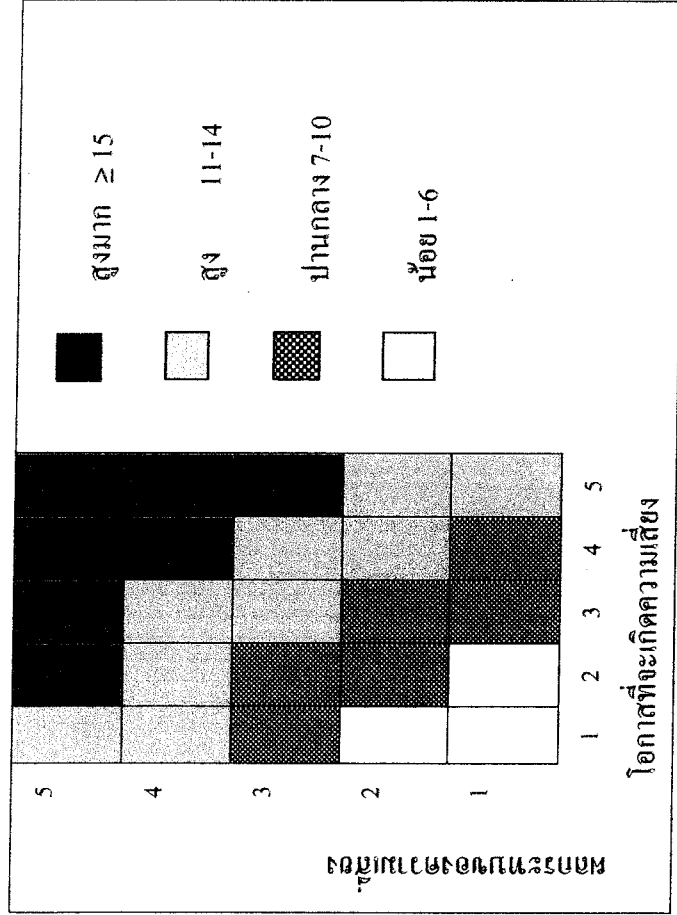 ผลกระทบของความเสี่ยง
5
4
3
2
1
1 2 3 4 5
โอกาสที่จะเกิดความเสี่ยง
สูงมาก ≥ 15
สูง 11-14
ปานกลาง 7-10
น้อย 1-6